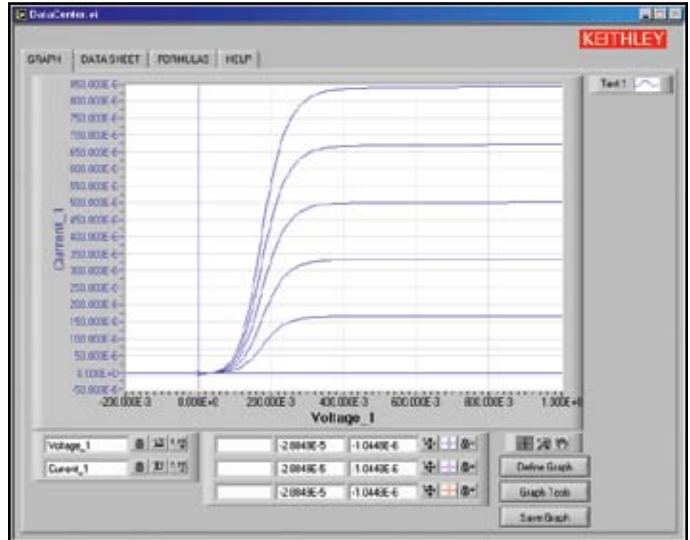 DataCenter.vi
KEITHLEY
GRAPH DATA SHEET FORMULAS HELP
Test 1
850.000E-6
800.000E-6
750.000E-6
700.000E-6
650.000E-6
600.000E-6
550.000E-6
500.000E-6
450.000E-6
400.000E-6
350.000E-6
300.000E-6
250.000E-6
200.000E-6
150.000E-6
100.000E-6
50.000E-6
0.000E+0
-50.000E-6
Current_1
-200.000E-3 0.000E+0 200.000E-3 400.000E-3 600.000E-3 800.000E-3 1.000E+0
Voltage_1
Voltage_1
Current_1
-2.8849E-5 -1.0448E-6
-2.8849E-5 -1.0448E-6
-2.8849E-5 -1.0448E-6
Define Graph
Graph Tools
Save Graph